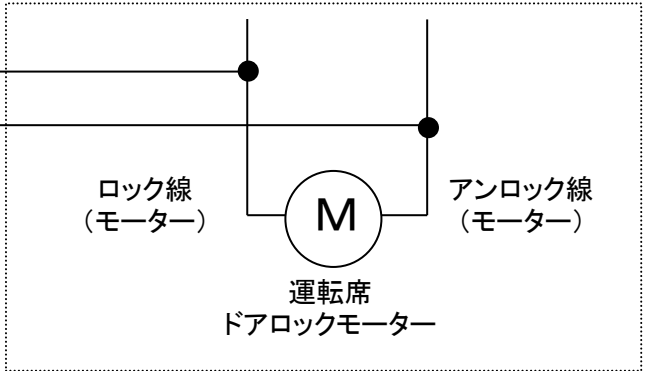 ロック線
（モーター）
アンロック線
（モーター）
M
運転席
ドアロックモーター